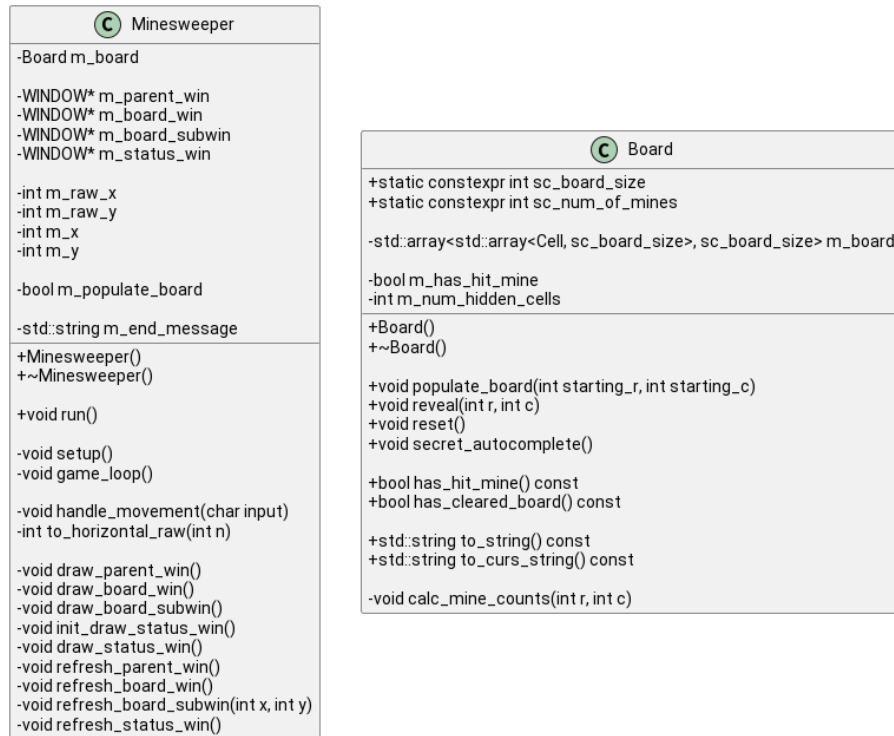 C Minesweeper
-Board m_board
-WINDOW* m_parent_win
-WINDOW* m_board_win
-WINDOW* m_board_subwin
-WINDOW* m_status_win
-int m_raw_x
-int m_raw_y
-int m_x
-int m_y
-bool m_populate_board
-std::string m_end_message
+Minesweeper()
+~Minesweeper()
+void run()
-void setup()
-void game_loop()
-void handle_movement(char input)
-int to_horizontal_raw(int n)
-void draw_parent_win()
-void draw_board_win()
-void draw_board_subwin()
-void init_draw_status_win()
-void draw_status_win()
-void refresh_parent_win()
-void refresh_board_win()
-void refresh_board_subwin(int x, int y)
-void refresh_status_win()
C Board
+static constexpr int sc_board_size
+static constexpr int sc_num_of_mines
-std::array<std::array<Cell, sc_board_size>, sc_board_size> m_board
-bool m_has_hit_mine
-int m_num_hidden_cells
+Board()
+~Board()
+void populate_board(int starting_r, int starting_c)
+void reveal(int r, int c)
+void reset()
+void secret_autocomplete()
+bool has_hit_mine() const
+bool has_cleared_board() const
+std::string to_string() const
+std::string to_curs_string() const
-void calc_mine_counts(int r, int c)